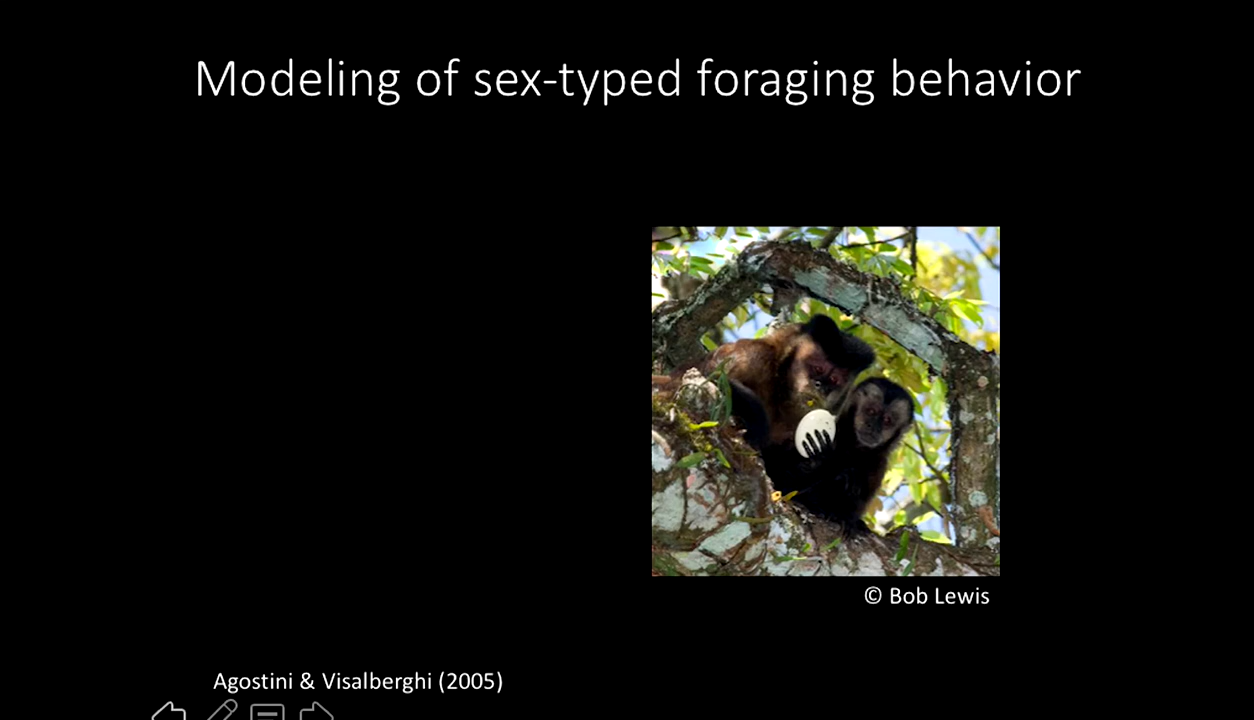 Modeling of sex-typed foraging behavior
© Bob Lewis
Agostini & Visalberghi (2005)